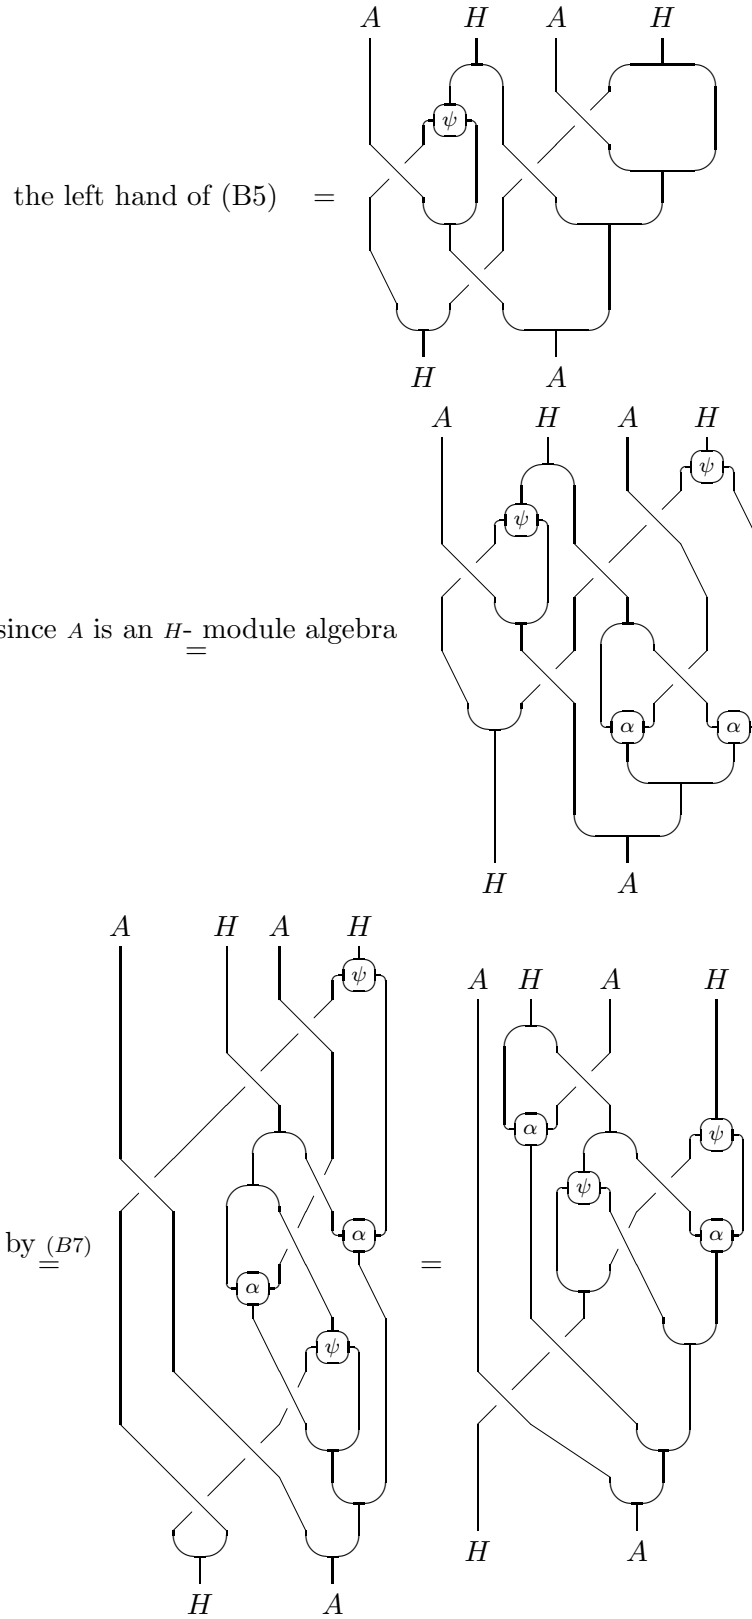 A H A H
ψ
the left hand of (B5) =
H A
A H A H
ψ
ψ
since A is an H- module algebra
=
α α
H A
A H A H
ψ
A H A H
α ψ
ψ
by (B7)
= α = α
α
ψ
H A
H A